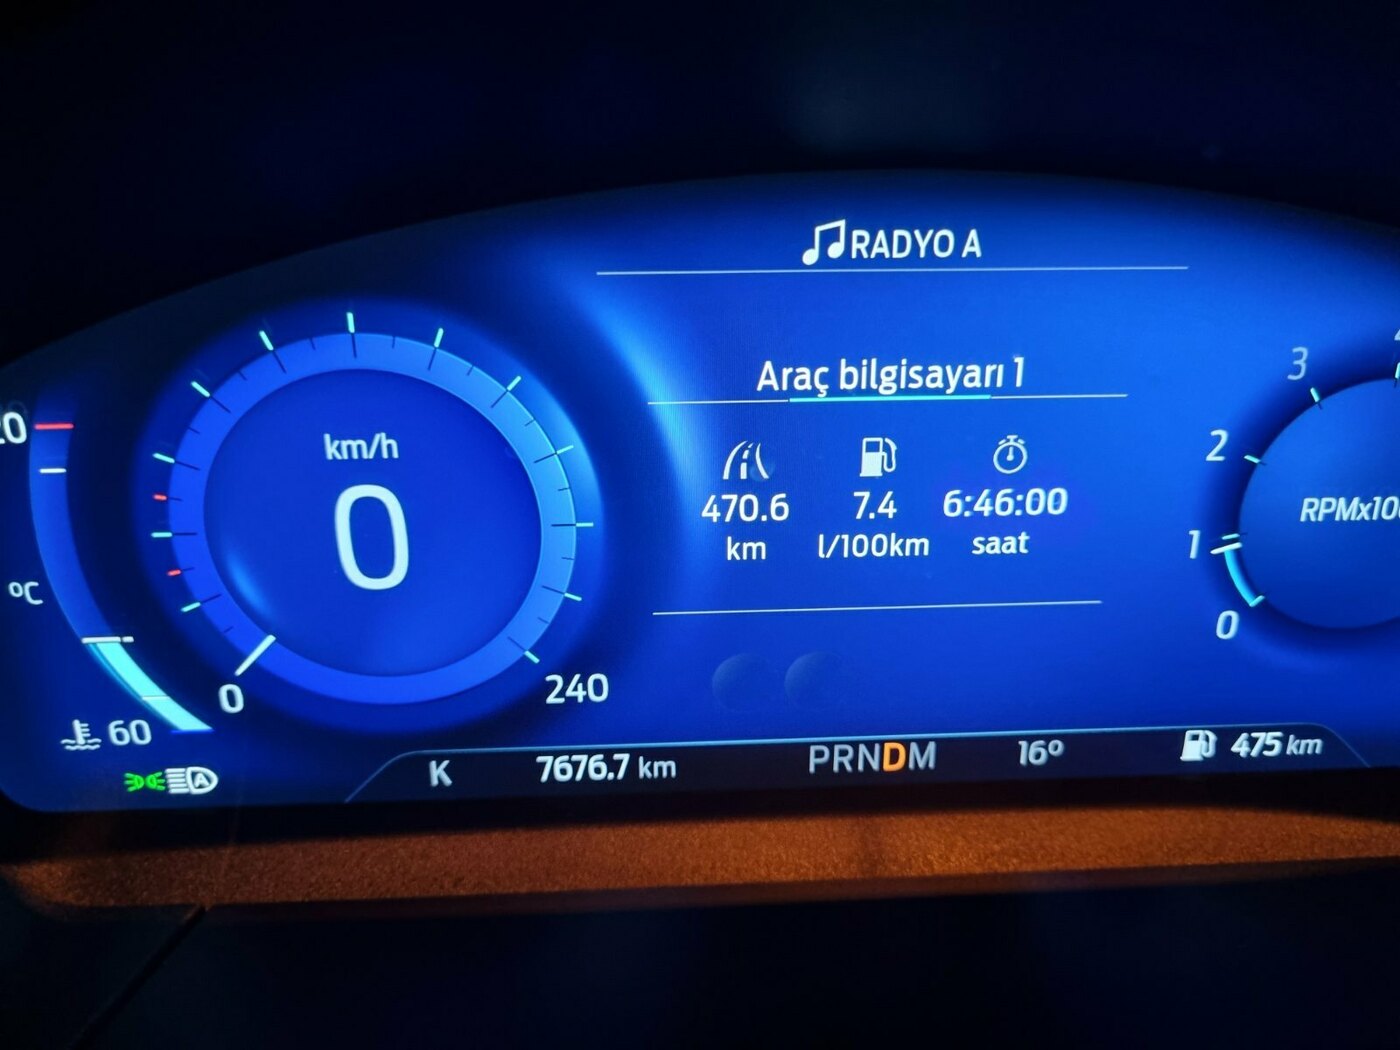 RADYO A
Araç bilgisayarı 1
470.6 7.4 6:46:00
km l/100km saat
km/h
0
0
240
°C
60
3
2
1
0
K 7676.7 km PRNDM 16° 475 km